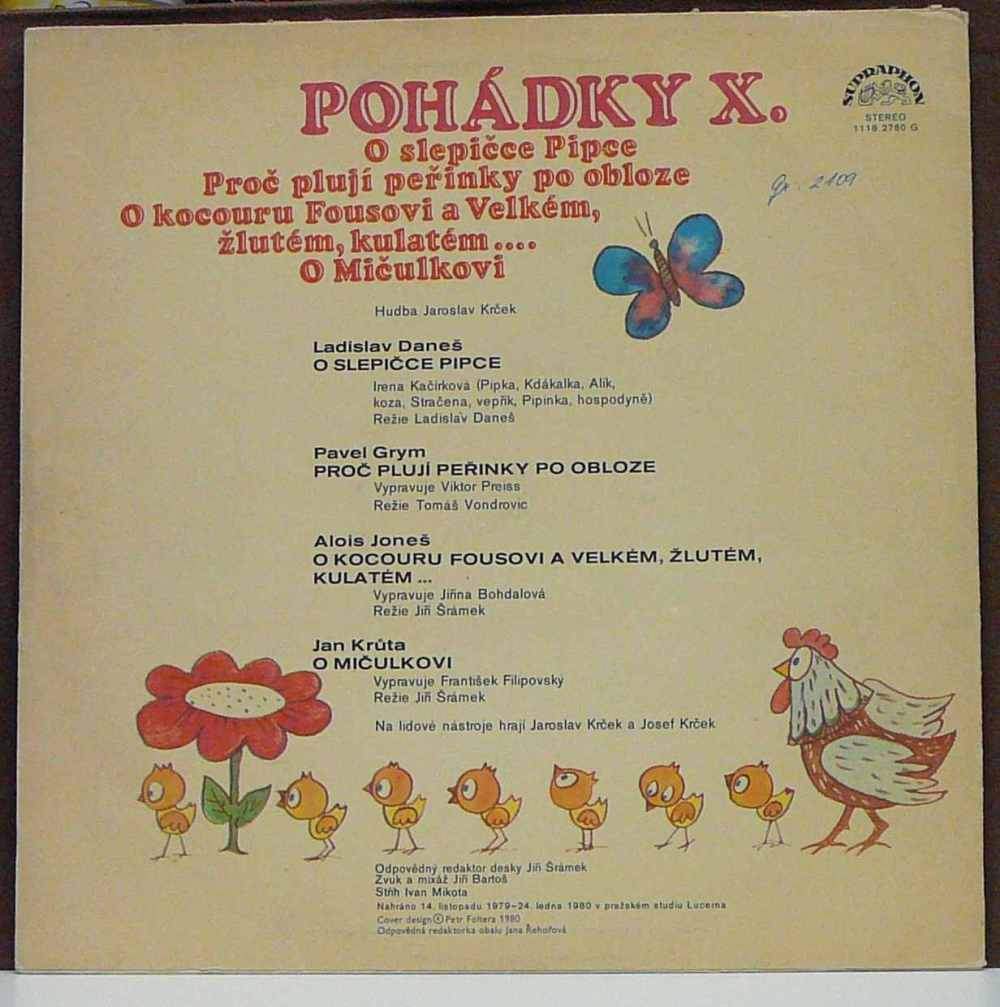 POHÁDKY X.
SUPRAPHON
STEREO
1118 2780 G
O slepičce Pipce
Proč plují peřinky po obloze
O kocouru Fousovi a Velkém,
žlutém, kulatém....
O Mičulkovi
2109
Hudba Jaroslav Krček
Ladislav Daneš
O SLEPIČCE PIPCE
Irena Kačírková (Pipka, Kdákalka, Alík,
koza, Stračena, vepřík, Pipinka, hospodyně)
Režie Ladislav Daneš
Pavel Grym
PROČ PLUJÍ PEŘINKY PO OBLOZE
Vypravuje Viktor Preiss
Režie Tomáš Vondrovic
Alois Joneš
O KOCOURU FOUSOVI A VELKÉM, ŽLUTÉM,
KULATÉM ...
Vypravuje Jiřina Bohdalová
Režie Jiří Šrámek
Jan Krůta
O MIČULKOVI
Vypravuje František Filipovský
Režie Jiří Šrámek
Na lidové nástroje hrají Jaroslav Krček a Josef Krček
Odpovědný redaktor desky Jiří Šrámek
Zvuk a mixáž Jiří Bartoš
Střih Ivan Mikota
Nahráno 14. listopadu 1979–24. ledna 1980 v pražském studiu Lucerna
Cover design © Petr Foltera 1980
Odpovědná redaktorka obalu Jana Řehořová